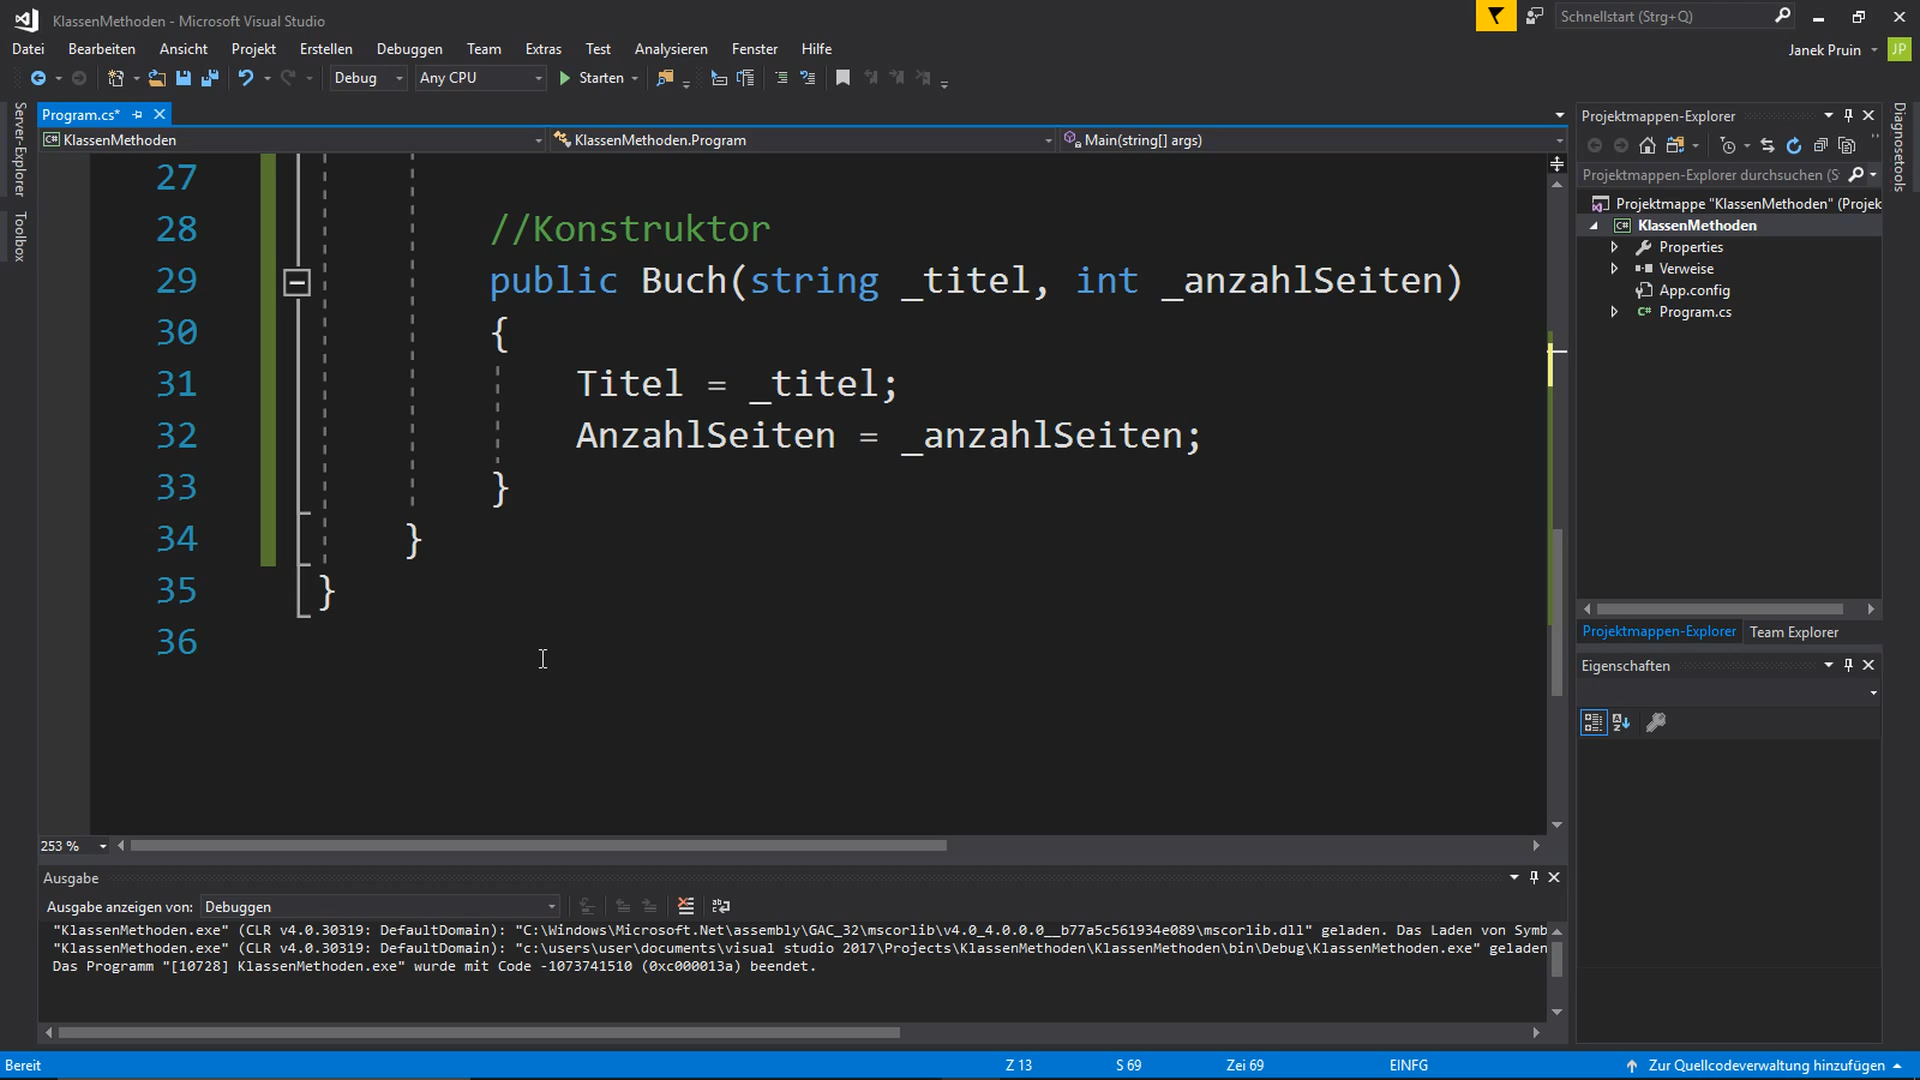 KlassenMethoden - Microsoft Visual Studio
Schnellstart (Strg+Q)
Datei Bearbeiten Ansicht Projekt Erstellen Debuggen Team Extras Test Analysieren Fenster Hilfe
Janek Pruin JP
Debug Any CPU Starten
Server-Explorer
Toolbox
Program.cs*
KlassenMethoden KlassenMethoden.Program Main(string[] args)
27
28 //Konstruktor
29 public Buch(string _titel, int _anzahlSeiten)
30 {
31 Titel = _titel;
32 AnzahlSeiten = _anzahlSeiten;
33 }
34 }
35 }
36
253 %
Ausgabe
Ausgabe anzeigen von: Debuggen
"KlassenMethoden.exe" (CLR v4.0.30319: DefaultDomain): "C:\Windows\Microsoft.Net\assembly\GAC_32\mscorlib\v4.0_4.0.0.0__b77a5c561934e089\mscorlib.dll" geladen. Das Laden von Symb
"KlassenMethoden.exe" (CLR v4.0.30319: DefaultDomain): "c:\users\user\documents\visual studio 2017\Projects\KlassenMethoden\KlassenMethoden\bin\Debug\KlassenMethoden.exe" geladen
Das Programm "[10728] KlassenMethoden.exe" wurde mit Code -1073741510 (0xc000013a) beendet.
Projektmappen-Explorer
Projektmappen-Explorer durchsuchen (S
Projektmappe "KlassenMethoden" (Projek
C# KlassenMethoden
Properties
Verweise
App.config
C# Program.cs
Projektmappen-Explorer Team Explorer
Eigenschaften
Diagnosetools
Bereit Z 13 S 69 Zei 69 EINFG Zur Quellcodeverwaltung hinzufügen